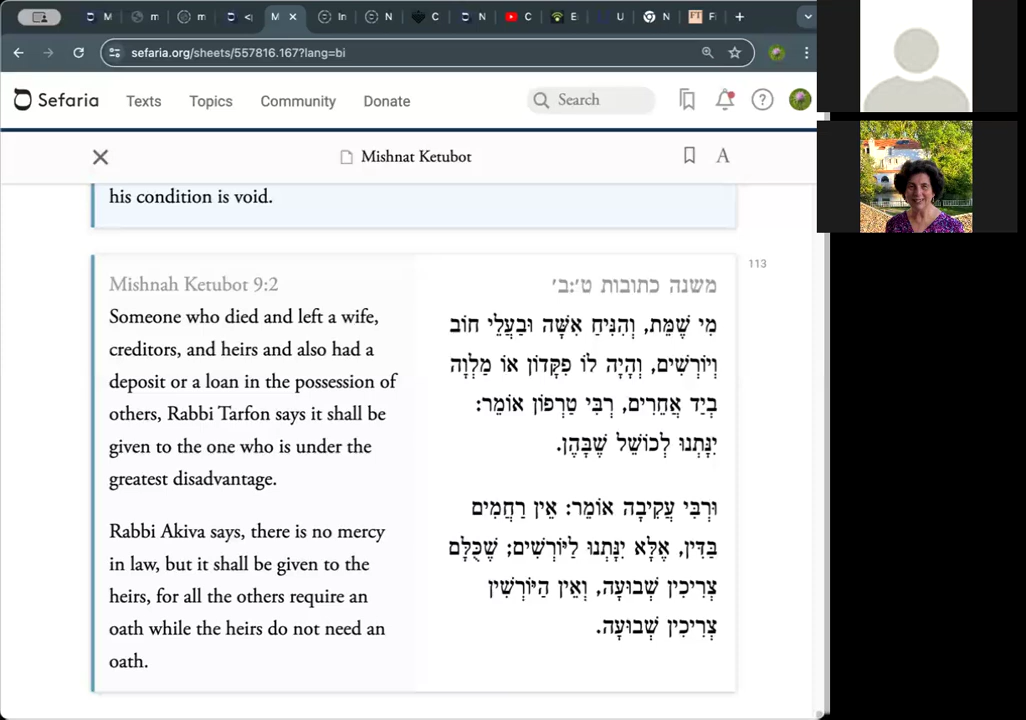 M
m
m
<
M
In
N
C
N
C
E
U
N
F
sefaria.org/sheets/557816.167?lang=bi
Sefaria
Texts
Topics
Community
Donate
Search
Mishnat Ketubot
A
his condition is void.
113
Mishnah Ketubot 9:2
Someone who died and left a wife,
creditors, and heirs and also had a
deposit or a loan in the possession of
others, Rabbi Tarfon says it shall be
given to the one who is under the
greatest disadvantage.
Rabbi Akiva says, there is no mercy
in law, but it shall be given to the
heirs, for all the others require an
oath while the heirs do not need an
oath.
משנה כתובות ט׳:ב׳
מִי שֶׁמֵּת, וְהִנִּיחַ אִשָּׁה וּבַעֲלֵי חוֹב
וְיוֹרְשִׁים, וְהָיָה לוֹ פִקָּדוֹן אוֹ מַלְוָה
בְיַד אֲחֵרִים, רְבִּי טַרְפוֹן אוֹמֵר:
יִנָּתְנוּ לְכוֹשֵׁל שֶׁבָּהֶן.
וּרְבִּי עֲקִיבָה אוֹמֵר: אֵין רַחֲמִים
בַּדִּין, אֶלָּא יִנָּתְנוּ לַיּוֹרְשִׁים; שֶׁכֻּלָּם
צְרִיכִין שְׁבוּעָה, וְאֵין הַיּוֹרְשִׁין
צְרִיכִין שְׁבוּעָה.